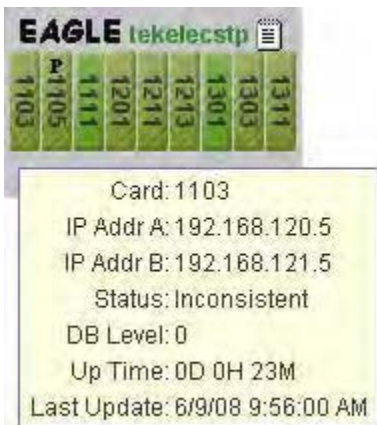 EAGLE tekelecstp
P
1103 1105 1111 1201 1211 1213 1301 1303 1311
Card: 1103
IP Addr A: 192.168.120.5
IP Addr B: 192.168.121.5
Status: Inconsistent
DB Level: 0
Up Time: 0D 0H 23M
Last Update: 6/9/08 9:56:00 AM